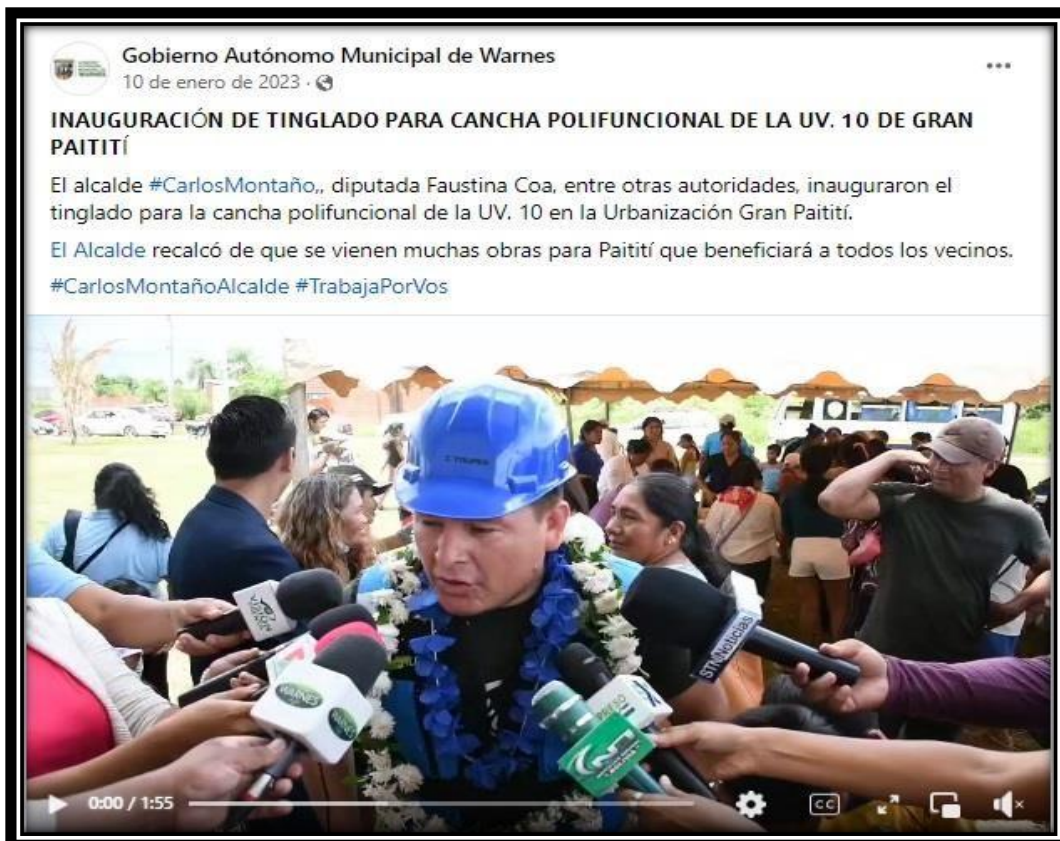 Gobierno Autónomo Municipal de Warnes
10 de enero de 2023 ·
INAUGURACIÓN DE TINGLADO PARA CANCHA POLIFUNCIONAL DE LA UV. 10 DE GRAN
PAITITÍ
El alcalde #CarlosMontaño,, diputada Faustina Coa, entre otras autoridades, inauguraron el
tinglado para la cancha polifuncional de la UV. 10 en la Urbanización Gran Paitití.
El Alcalde recalcó de que se vienen muchas obras para Paitití que beneficiará a todos los vecinos.
#CarlosMontañoAlcalde #TrabajaPorVos
STN Noticias
WARNES
WARNES
0:00 / 1:55
CC